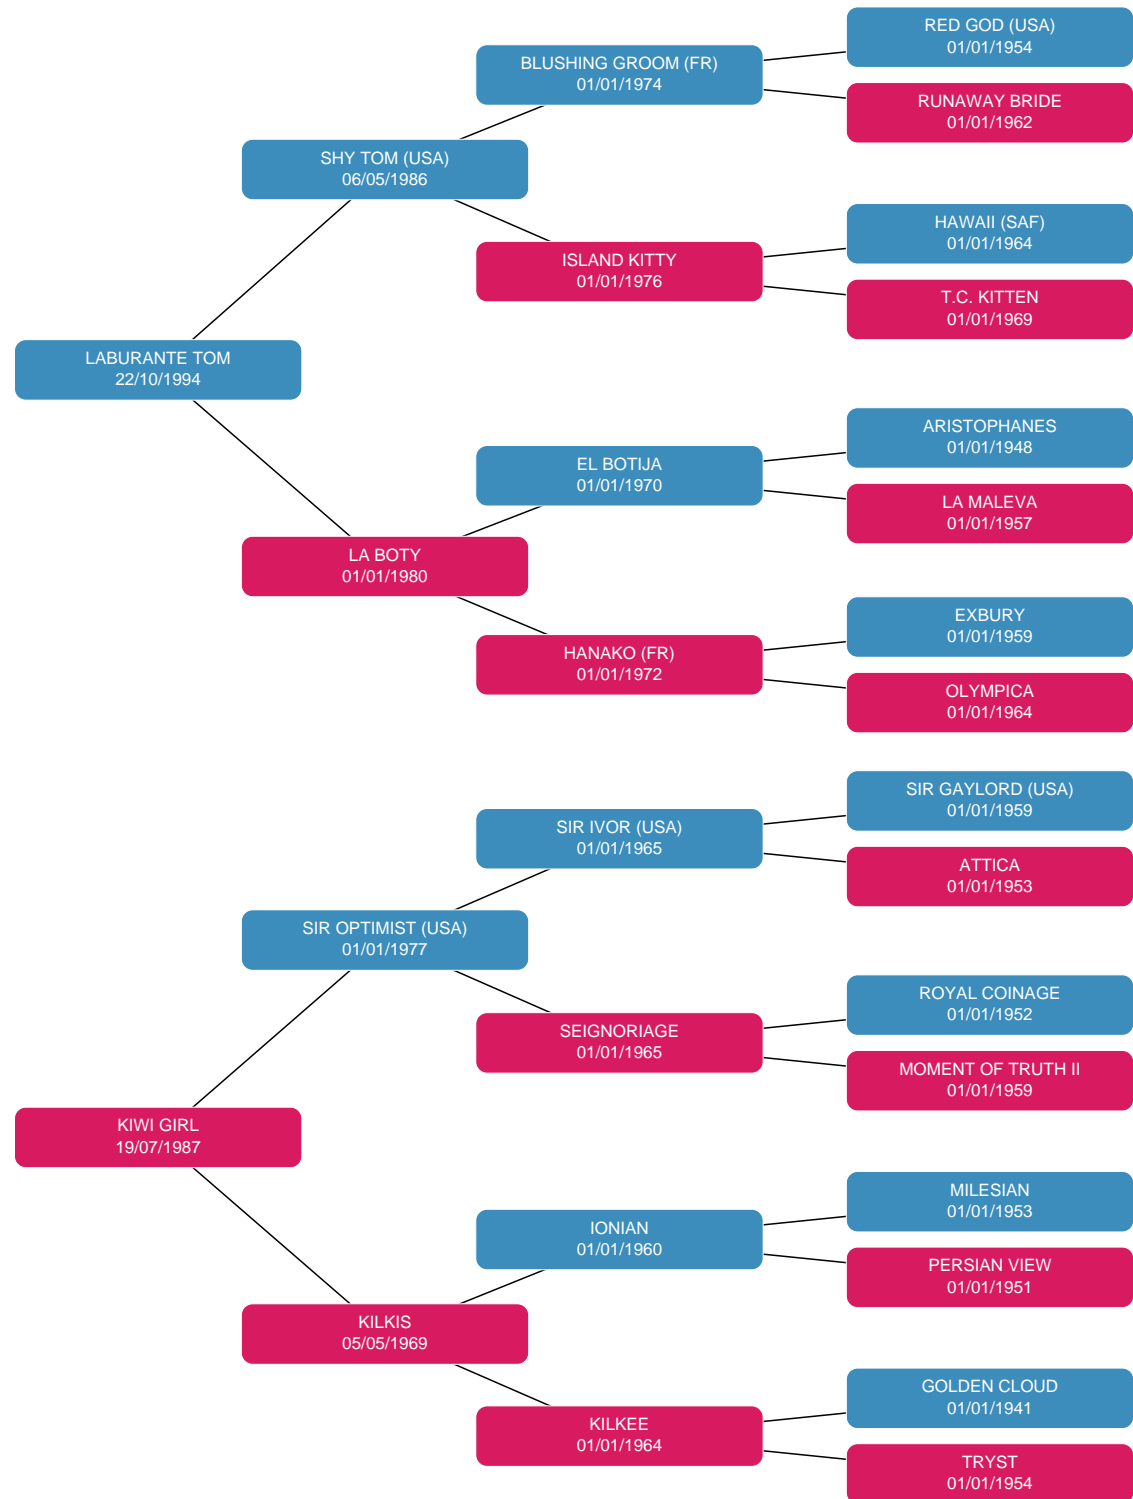 RED GOD (USA)
01/01/1954
BLUSHING GROOM (FR)
01/01/1974
RUNAWAY BRIDE
01/01/1962
SHY TOM (USA)
06/05/1986
HAWAII (SAF)
01/01/1964
ISLAND KITTY
01/01/1976
T.C. KITTEN
01/01/1969
LABURANTE TOM
22/10/1994
ARISTOPHANES
01/01/1948
EL BOTIJA
01/01/1970
LA MALEVA
01/01/1957
LA BOTY
01/01/1980
EXBURY
01/01/1959
HANAKO (FR)
01/01/1972
OLYMPICA
01/01/1964
SIR GAYLORD (USA)
01/01/1959
SIR IVOR (USA)
01/01/1965
ATTICA
01/01/1953
SIR OPTIMIST (USA)
01/01/1977
ROYAL COINAGE
01/01/1952
SEIGNORIAGE
01/01/1965
MOMENT OF TRUTH II
01/01/1959
KIWI GIRL
19/07/1987
MILESIAN
01/01/1953
IONIAN
01/01/1960
PERSIAN VIEW
01/01/1951
KILKIS
05/05/1969
GOLDEN CLOUD
01/01/1941
KILKEE
01/01/1964
TRYST
01/01/1954